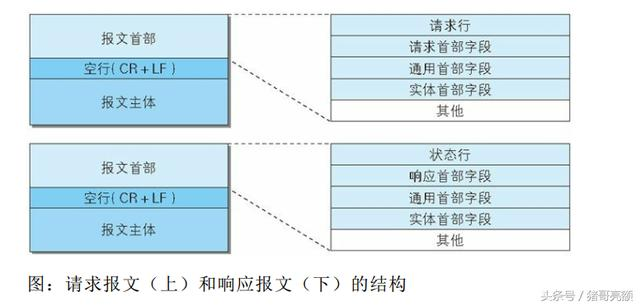 报文首部
空行(CR+LF)
报文主体
请求行
请求首部字段
通用首部字段
实体首部字段
其他
报文首部
空行(CR+LF)
报文主体
状态行
响应首部字段
通用首部字段
实体首部字段
其他
图：请求报文（上）和响应报文（下）的结构
头条号 / 猪哥亮额